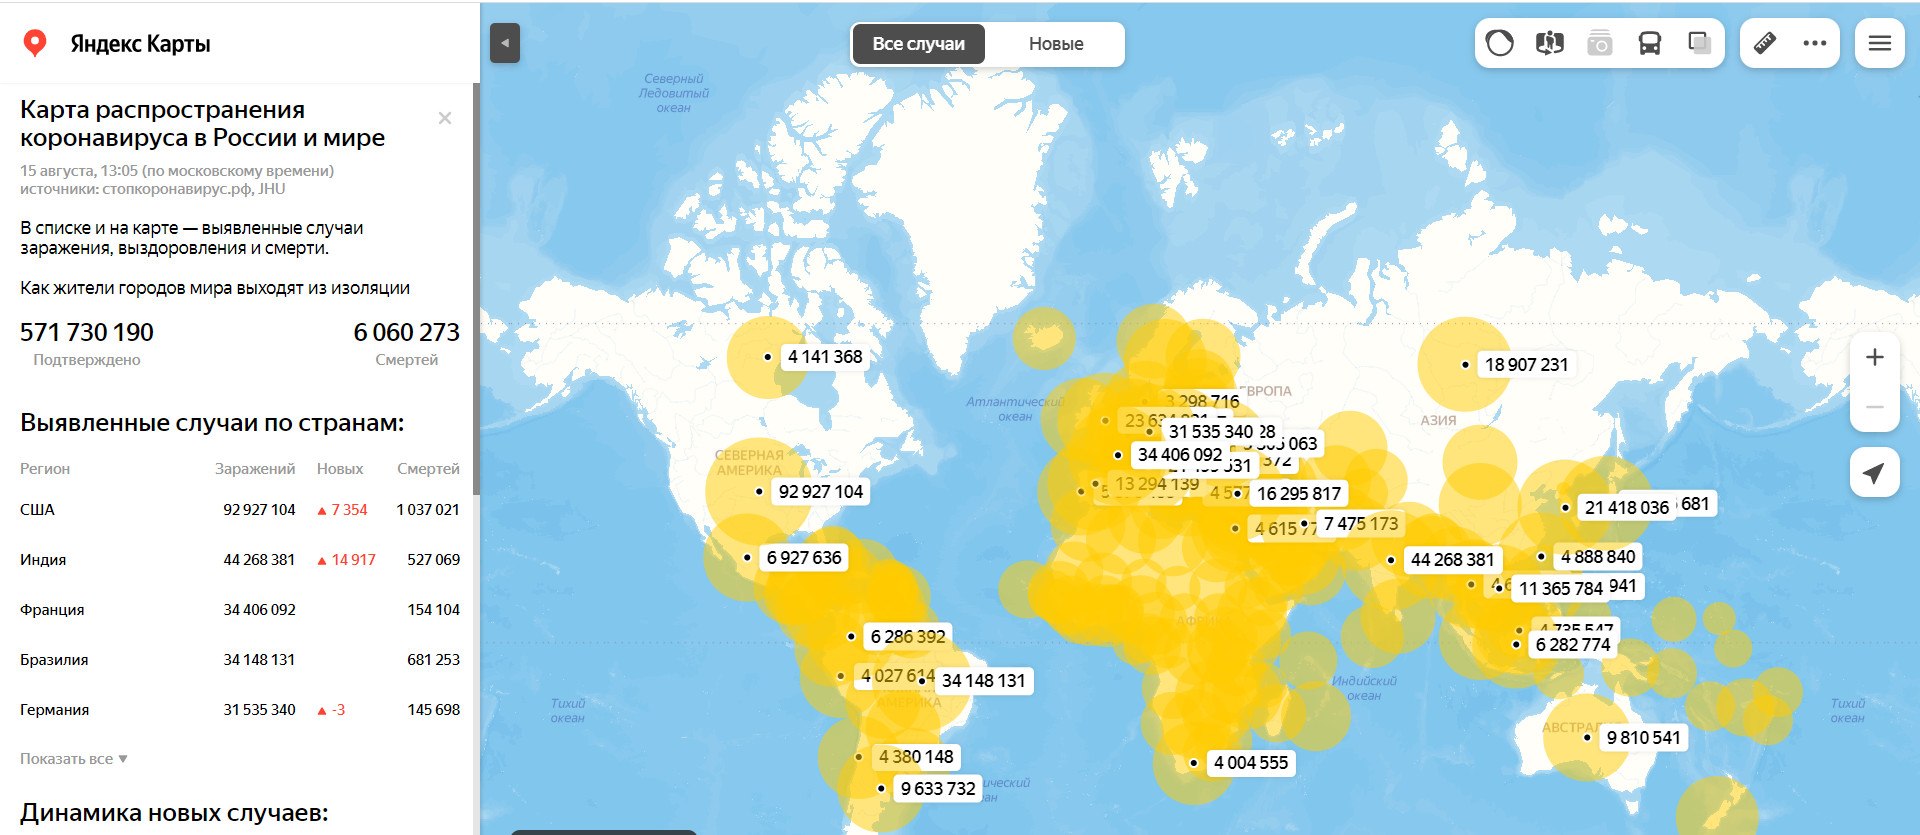 Яндекс Карты
Карта распространения
коронавируса в России и мире
15 августа, 13:05 (по московскому времени)
источники: стопкоронавирус.рф, JHU
В списке и на карте — выявленные случаи
заражения, выздоровления и смерти.
Как жители городов мира выходят из изоляции
571 730 190 6 060 273
Подтверждено Смертей
Выявленные случаи по странам:
Регион Заражений Новых Смертей
США 92 927 104 ▲ 7 354 1 037 021
Индия 44 268 381 ▲ 14 917 527 069
Франция 34 406 092 154 104
Бразилия 34 148 131 681 253
Германия 31 535 340 ▲ -3 145 698
Показать все ▼
Динамика новых случаев:
Все случаи Новые
Северный
Ледовитый
океан
4 141 368
18 907 231
ЕВРОПА
Атлантический
океан
3 298 716
АЗИЯ
31 535 340 28
063
34 406 092
531
372
СЕВЕРНАЯ
АМЕРИКА
92 927 104
13 294 139
16 295 817
21 418 036 681
4 615 77
7 475 173
6 927 636
44 268 381
4 888 840
11 365 784 941
4 735 547
6 282 774
6 286 392
4 027 614
34 148 131
АМЕРИКА
Индийский
океан
Тихий
океан
Тихий
океан
9 810 541
4 380 148
4 004 555
9 633 732